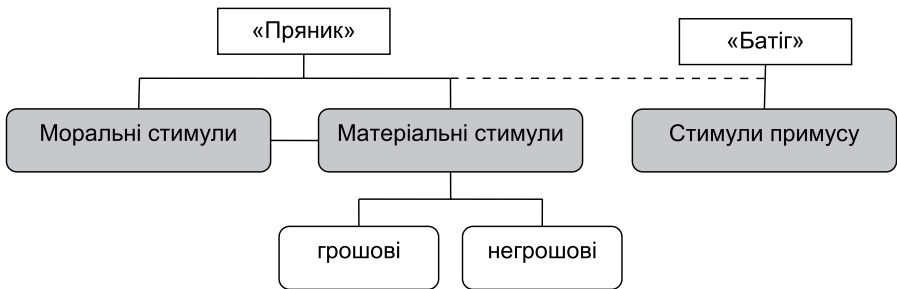 «Пряник»
«Батіг»
Моральні стимули
Матеріальні стимули
Стимули примусу
грошові
негрошові